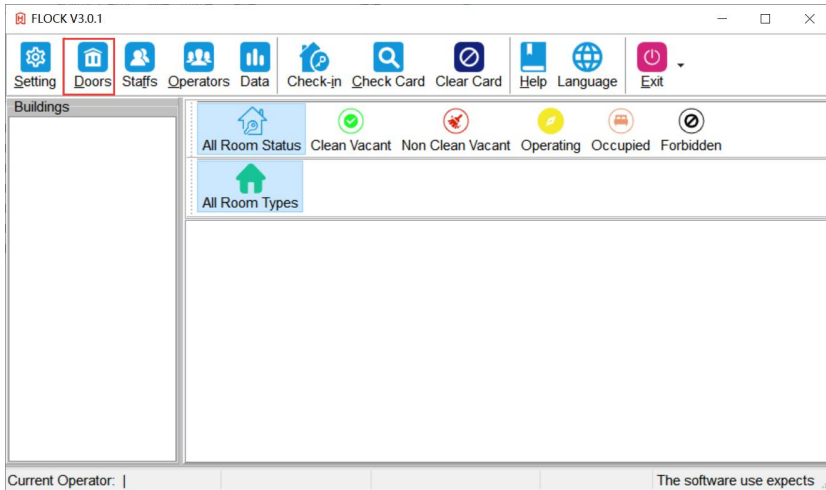 FLOCK V3.0.1
Setting Doors Staffs Operators Data Check-in Check Card Clear Card Help Language Exit
Buildings
All Room Status Clean Vacant Non Clean Vacant Operating Occupied Forbidden
All Room Types
Current Operator: | The software use expects